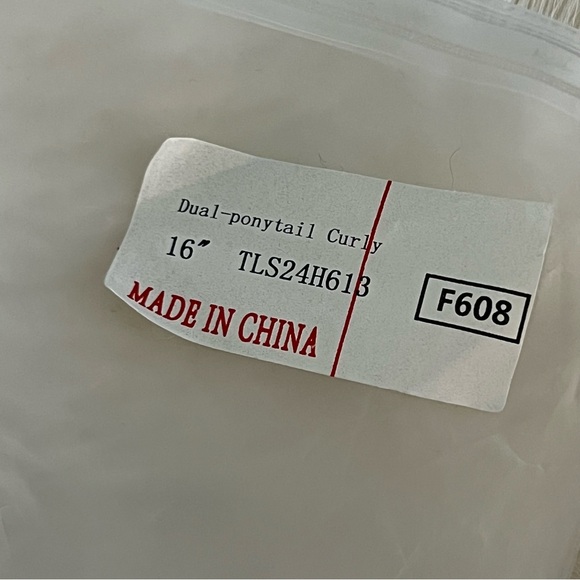 Dual-ponytail Curly
16″ TLS24H613
MADE IN CHINA
F608